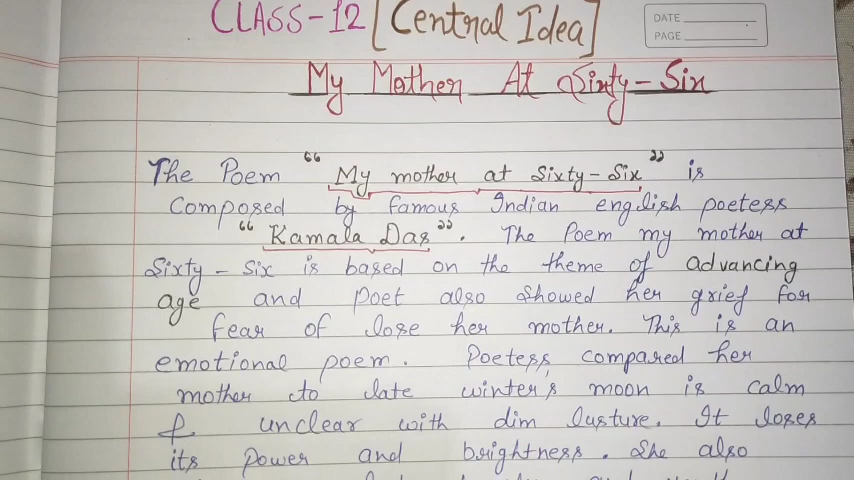 CLASS-12 [Central Idea]
DATE
PAGE
My Mother At Sixty-Six
The Poem "My mother at Sixty-Six" is
Composed by famous Indian english poetess
"Kamala Das". The Poem my mother at
Sixty-six is based on the theme of advancing
age and poet also showed her grief for
fear of lose her mother. This is an
emotional poem. Poetess compared her
mother to late winter's moon is calm
& unclear with dim lusture. It loses
its power and brightness. She also